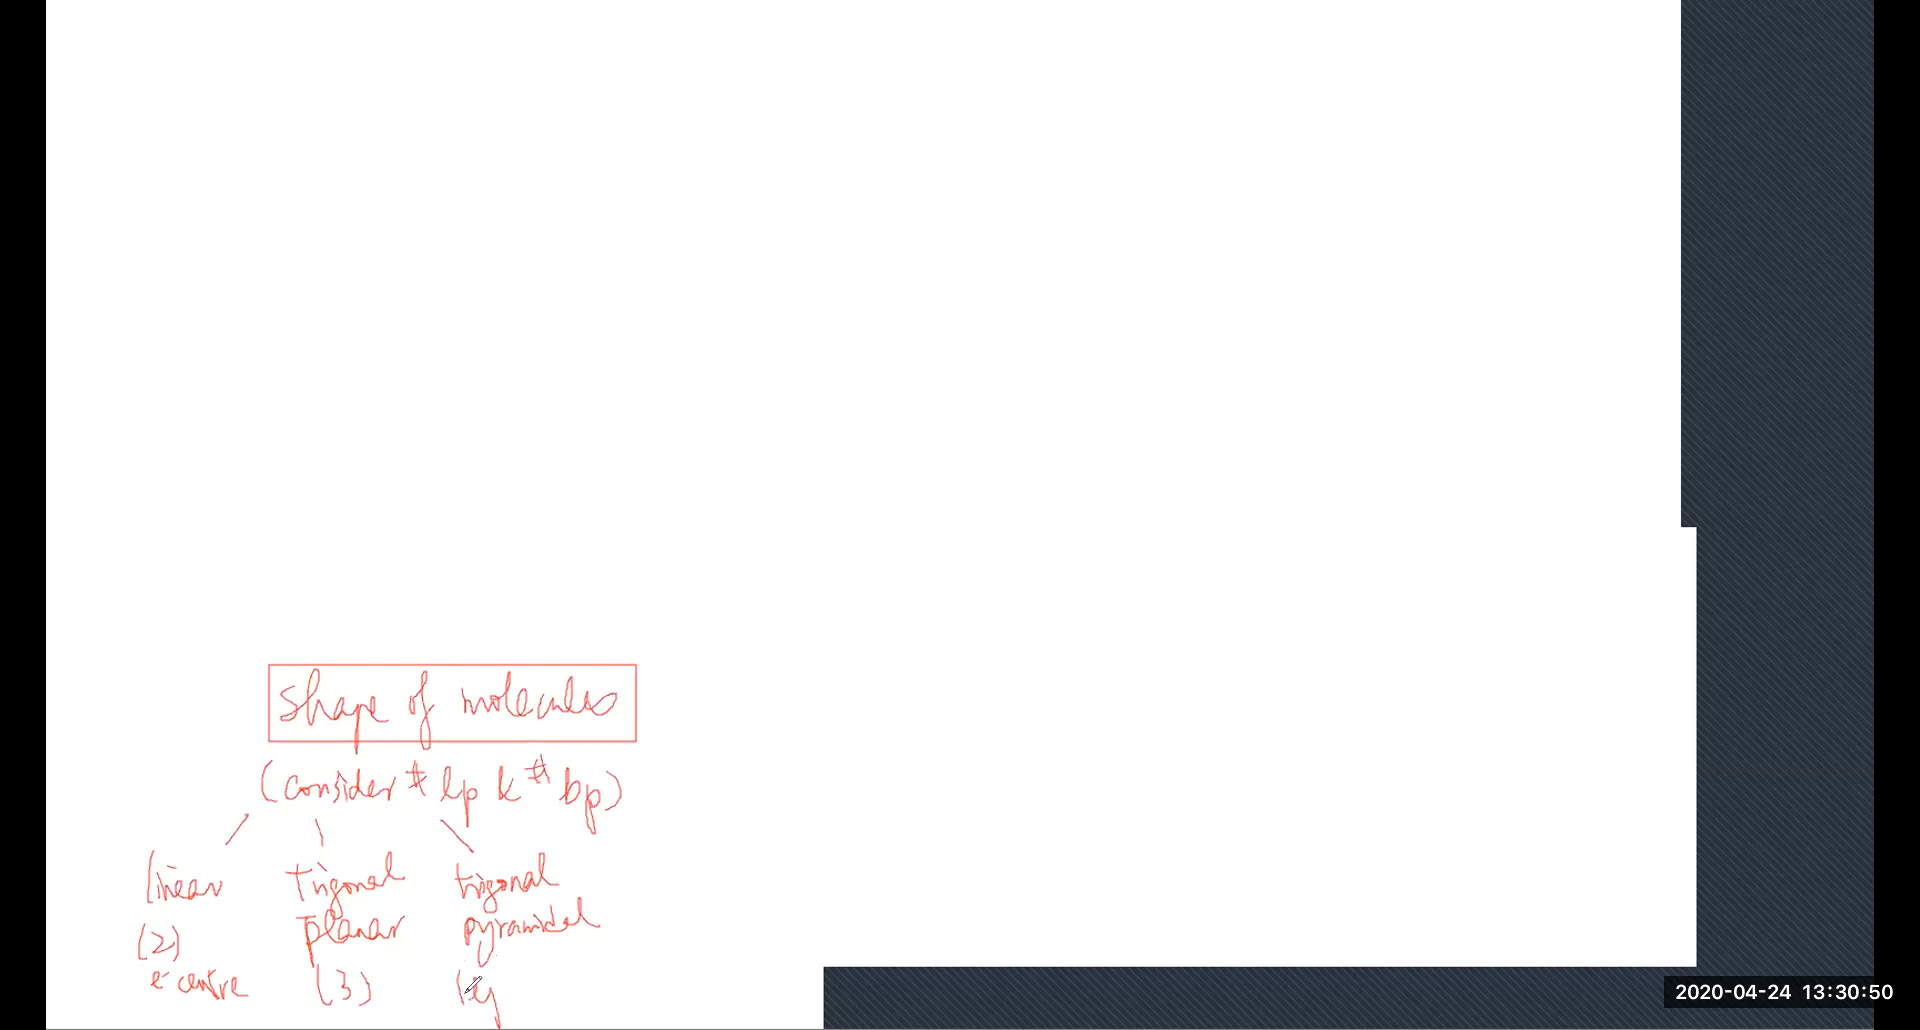 shape of molecules
(consider # lp & # bp)
linear
(2)
e- centre
trigonal
planar
(3)
trigonal
pyramidal
2020-04-24 13:30:50